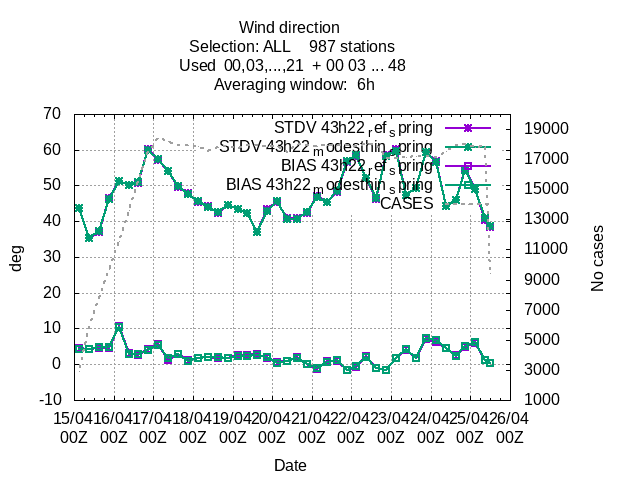 Wind direction
Selection: ALL    987 stations
Used  00,03,...,21  + 00 03 ... 48
Averaging window:  6h
STDV 43h22_ref_spring
STDV 43h22_modesthin_spring
BIAS 43h22_ref_spring
BIAS 43h22_modesthin_spring
CASES
70
60
50
40
30
20
10
0
-10
19000
17000
15000
13000
11000
9000
7000
5000
3000
1000
deg
No cases
15/04 16/04 17/04 18/04 19/04 20/04 21/04 22/04 23/04 24/04 25/04 26/04
00Z 00Z 00Z 00Z 00Z 00Z 00Z 00Z 00Z 00Z 00Z 00Z
Date